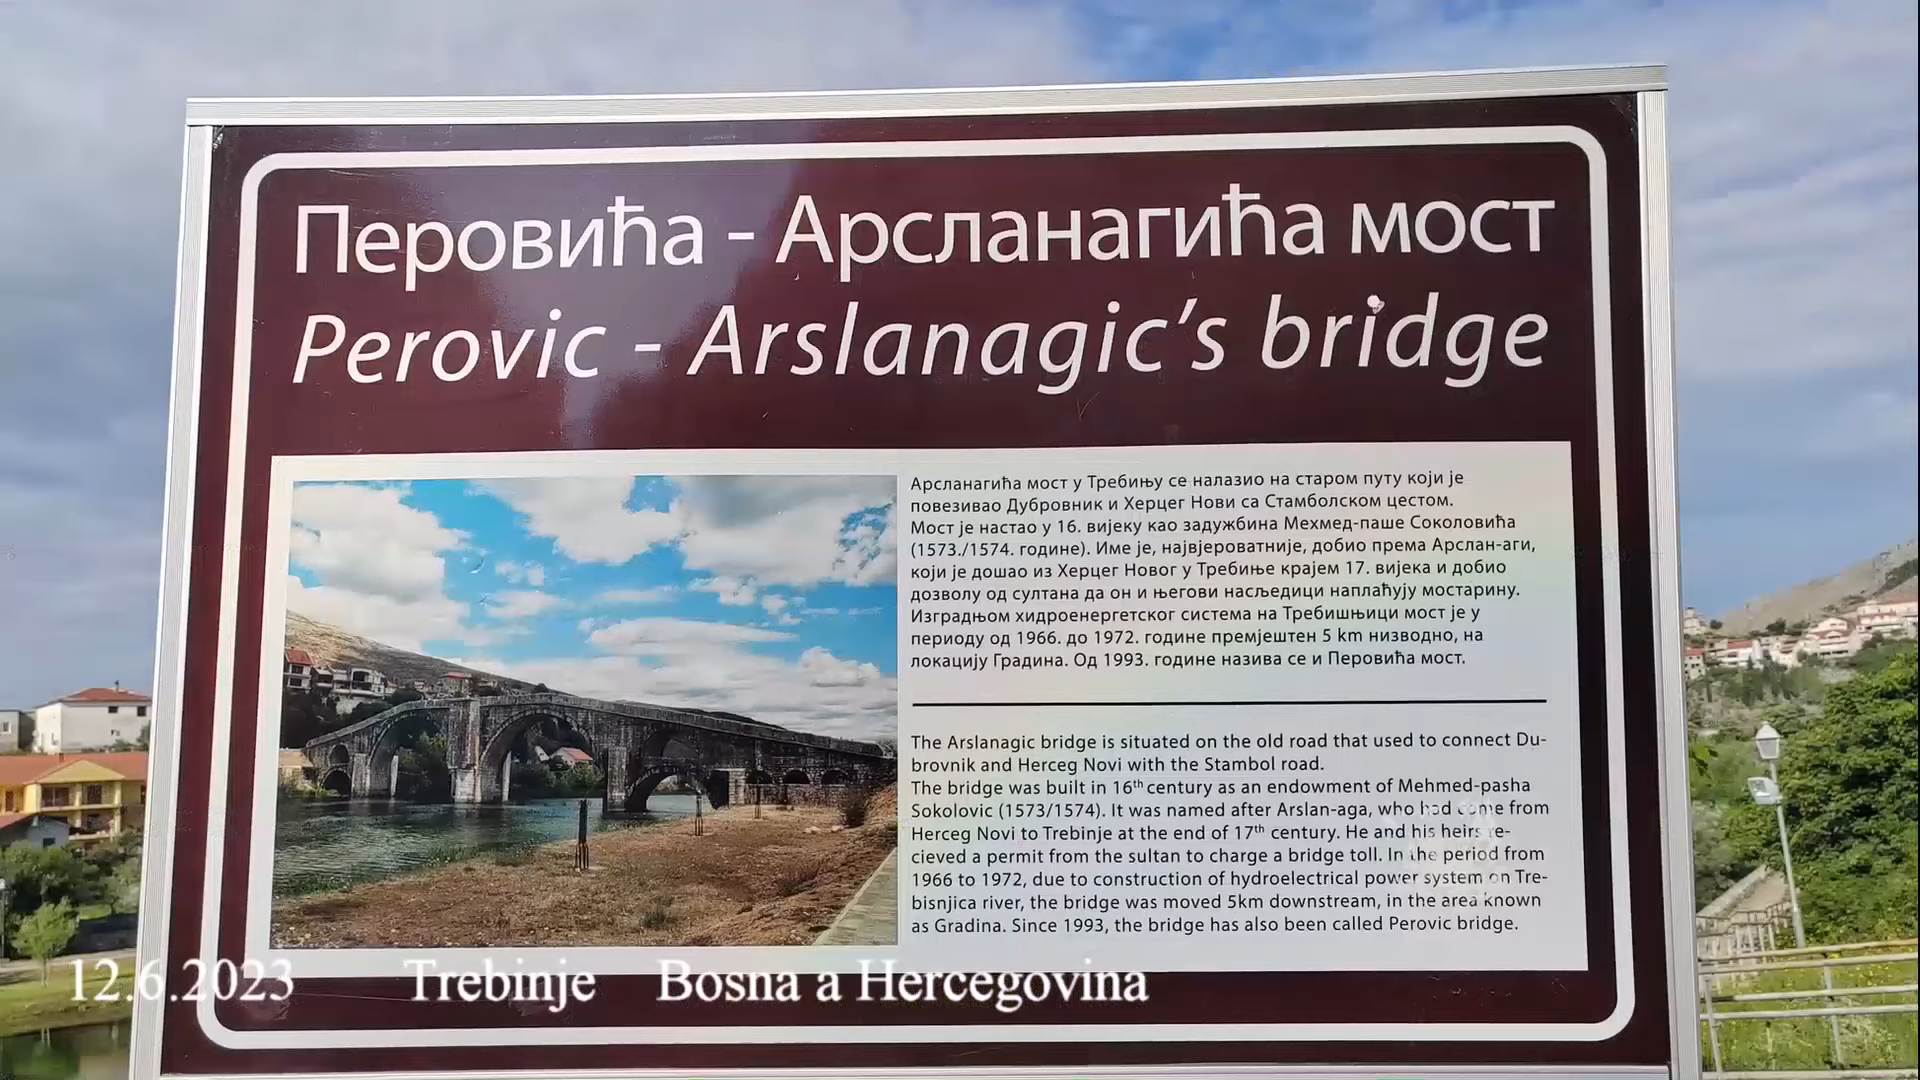 Перовића - Арсланагића мост
Perovic - Arslanagic's bridge
Арсланагића мост у Требињу се налазио на старом путу који је
повезивао Дубровник и Херцег Нови са Стамболском цестом.
Мост је настао у 16. вијеку као задужбина Мехмед-паше Соколовића
(1573./1574. године). Име је, највјероватније, добио према Арслан-аги,
који је дошао из Херцег Новог у Требиње крајем 17. вијека и добио
дозволу од султана да он и његови насљедици наплаћују мостарину.
Изградњом хидроенергетског система на Требишњици мост је у
периоду од 1966. до 1972. године премјештен 5 km низводно, на
локацију Градина. Од 1993. године назива се и Перовића мост.
The Arslanagic bridge is situated on the old road that used to connect Du-
brovnik and Herceg Novi with the Stambol road.
The bridge was built in 16th century as an endowment of Mehmed-pasha
Sokolovic (1573/1574). It was named after Arslan-aga, who had come from
Herceg Novi to Trebinje at the end of 17th century. He and his heirs re-
cieved a permit from the sultan to charge a bridge toll. In the period from
1966 to 1972, due to construction of hydroelectrical power system on Tre-
bisnjica river, the bridge was moved 5km downstream, in the area known
as Gradina. Since 1993, the bridge has also been called Perovic bridge.
12.6.2023 Trebinje Bosna a Hercegovina